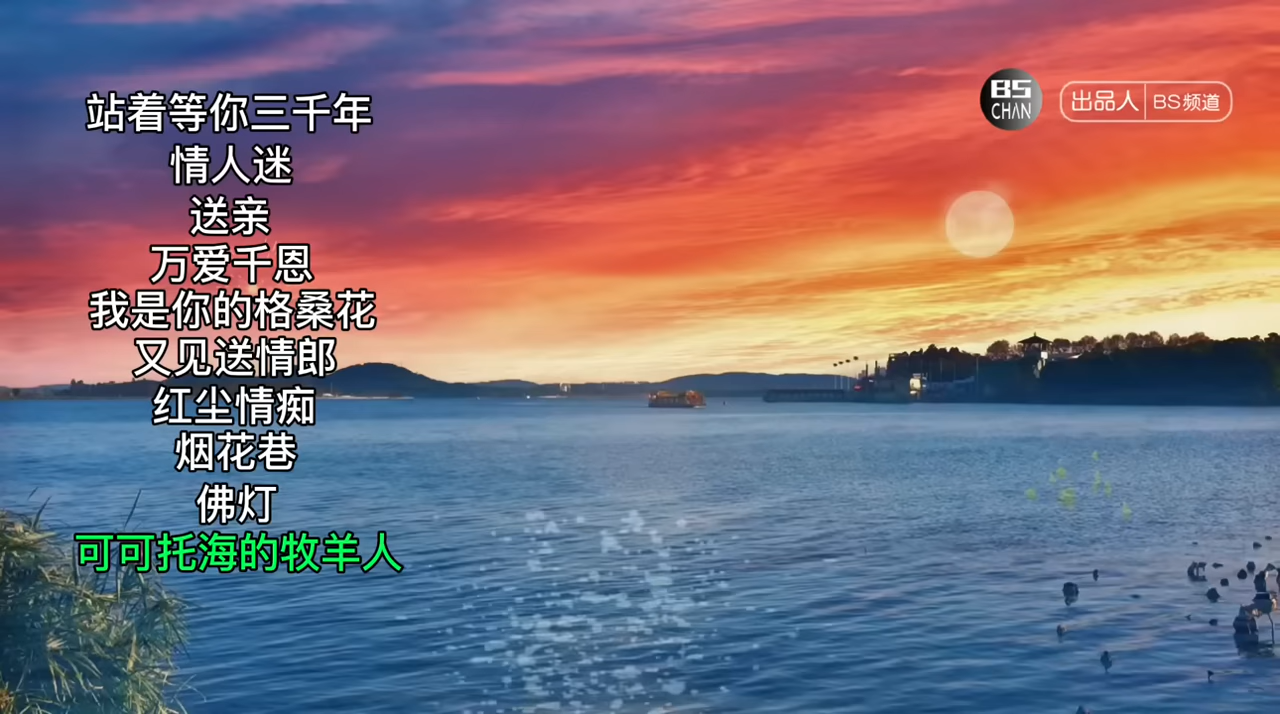 站着等你三千年
情人迷
送亲
万爱千恩
我是你的格桑花
又见送情郎
红尘情痴
烟花巷
佛灯
可可托海的牧羊人
BS
CHAN
出品人 BS频道